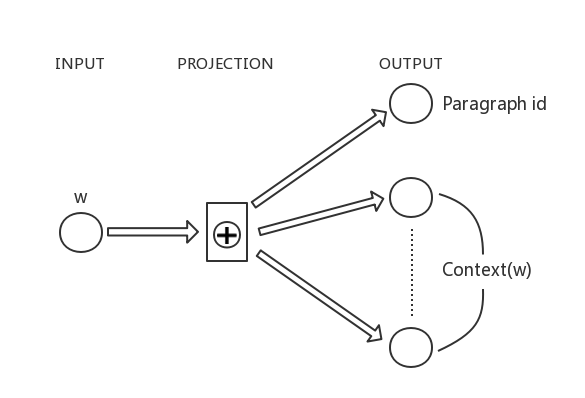 INPUT
PROJECTION
OUTPUT
Paragraph id
w
Context(w)